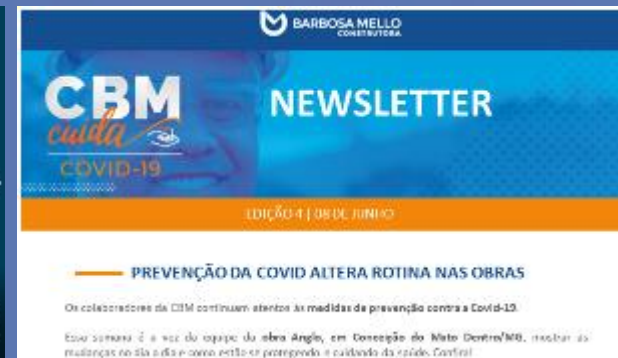 BARBOSA MELLO
CONSTRUTORA
CBM
cuida
COVID-19
NEWSLETTER
EDIÇÃO 4 | 08 DE JUNHO
PREVENÇÃO DA COVID ALTERA ROTINA NAS OBRAS
Os colaboradores da CBM continuam atentos às medidas de prevenção contra a Covid-19.
Essa semana é a vez da equipe da obra Anglo, em Conceição do Mato Dentro/MG, mostrar as
mudanças no dia a dia e como estão se protegendo e cuidando da saúde. Confira!